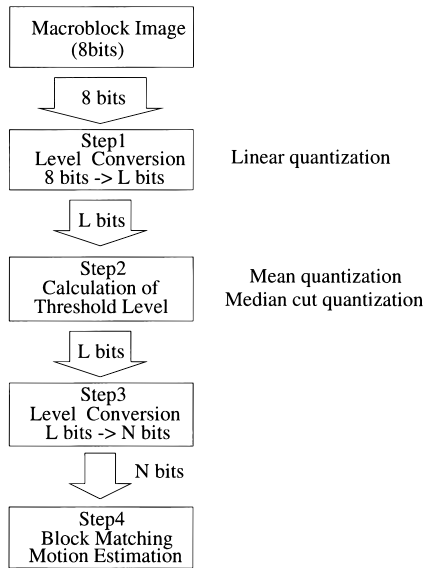 Macroblock Image
(8bits)
8 bits
Step1
Level Conversion
8 bits -> L bits
Linear quantization
L bits
Step2
Calculation of
Threshold Level
Mean quantization
Median cut quantization
L bits
Step3
Level Conversion
L bits -> N bits
N bits
Step4
Block Matching
Motion Estimation